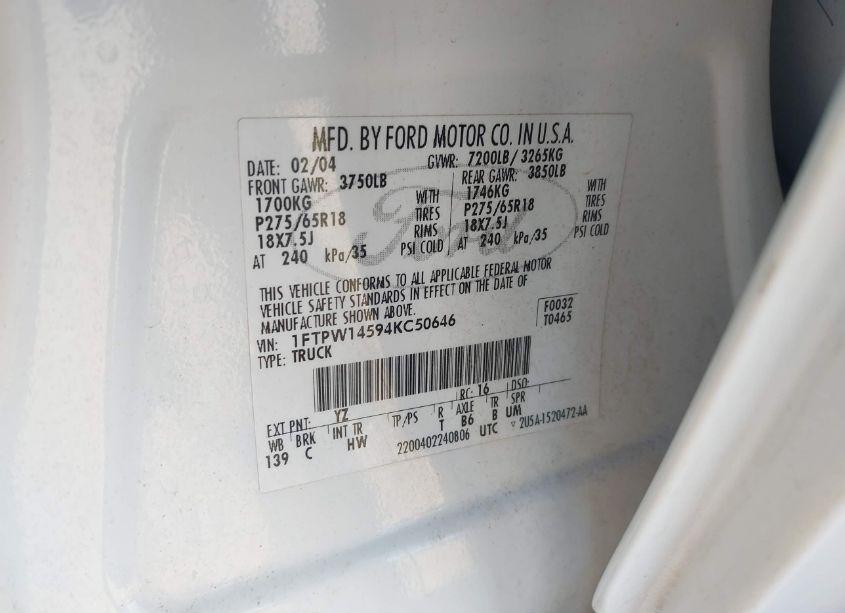 MFD. BY FORD MOTOR CO. IN U.S.A.
DATE: 02/04 GVWR: 7200LB/ 3265KG
FRONT GAWR: 3750LB REAR GAWR: 3850LB
1700KG WITH 1746KG WITH
P275/65R18 TIRES P275/65R18 TIRES
18X7.5J RIMS 18X7.5J RIMS
AT 240 kPa/35 PSI COLD AT 240 kPa/35 PSI COLD
Ford
THIS VEHICLE CONFORMS TO ALL APPLICABLE FEDERAL MOTOR
VEHICLE SAFETY STANDARDS IN EFFECT ON THE DATE OF
MANUFACTURE SHOWN ABOVE.
VIN: 1FTPW14594KC50646 F0032
TYPE: TRUCK T0465
EXT PNT: YZ RC: 16 DSO:
WB BRK INT TR TP/PS R AXLE TR SPR
139 C HW T B6 B UM
2200402240806 UTC ▿ 2U5A-1520472-AA